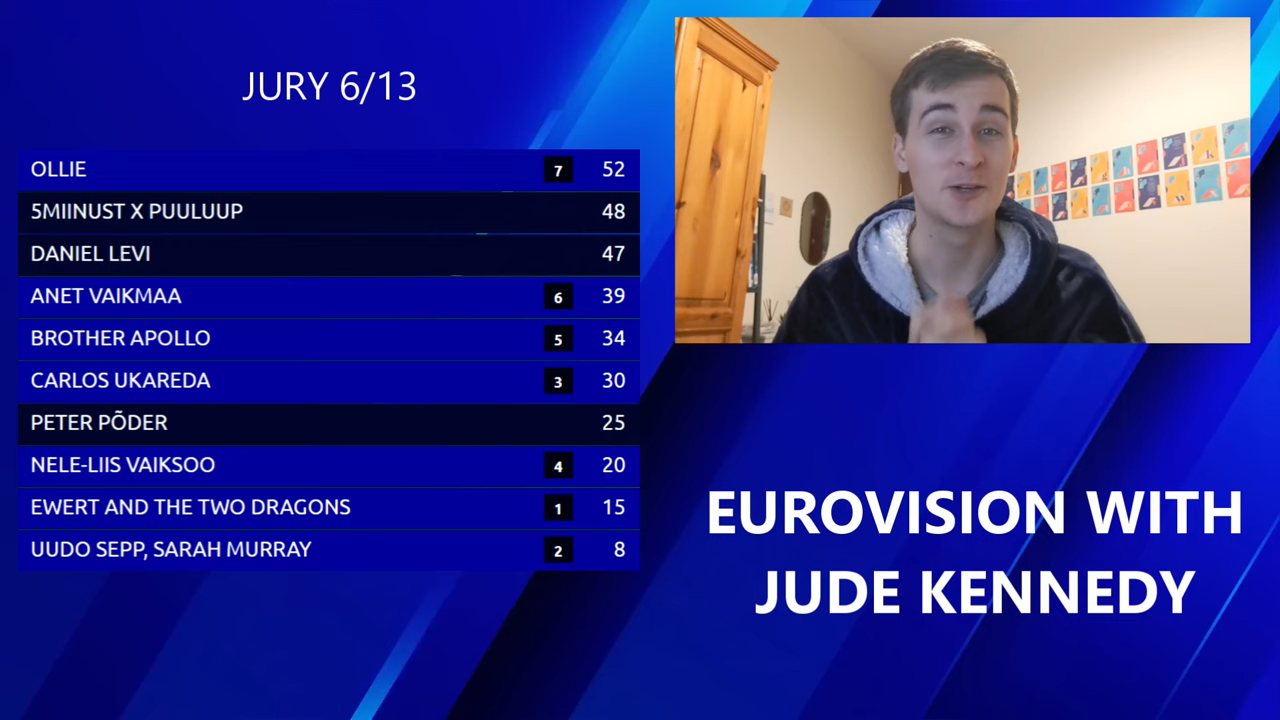 JURY 6/13
OLLIE 7 52
5MIINUST X PUULUUP 48
DANIEL LEVI 47
ANET VAIKMAA 6 39
BROTHER APOLLO 5 34
CARLOS UKAREDA 3 30
PETER PÕDER 25
NELE-LIIS VAIKSOO 4 20
EWERT AND THE TWO DRAGONS 1 15
UUDO SEPP, SARAH MURRAY 2 8
EUROVISION WITH
JUDE KENNEDY